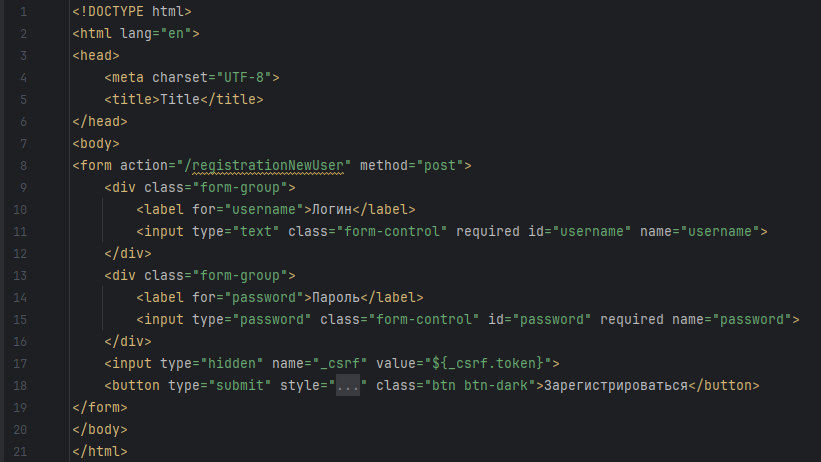 1 <!DOCTYPE html>
2 <html lang="en">
3 <head>
4     <meta charset="UTF-8">
5     <title>Title</title>
6 </head>
7 <body>
8 <form action="/registrationNewUser" method="post">
9     <div class="form-group">
10         <label for="username">Логин</label>
11         <input type="text" class="form-control" required id="username" name="username">
12     </div>
13     <div class="form-group">
14         <label for="password">Пароль</label>
15         <input type="password" class="form-control" id="password" required name="password">
16     </div>
17     <input type="hidden" name="_csrf" value="${_csrf.token}">
18     <button type="submit" style="..." class="btn btn-dark">Зарегистрироваться</button>
19 </form>
20 </body>
21 </html>